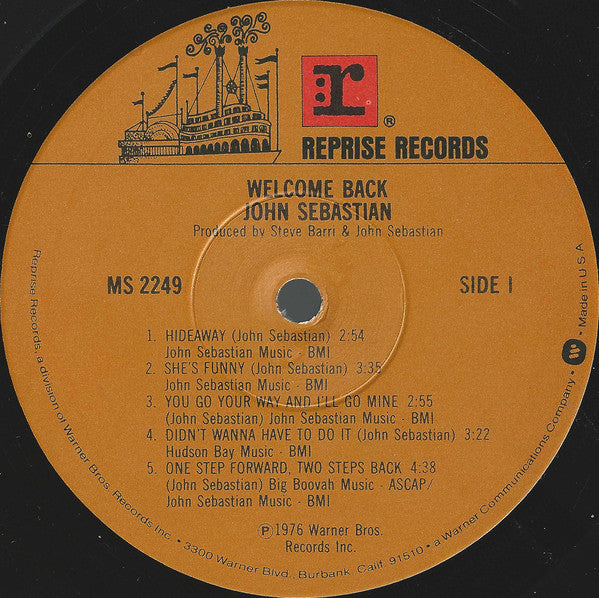 r
®
REPRISE RECORDS
WELCOME BACK
JOHN SEBASTIAN
Produced by Steve Barri & John Sebastian
MS 2249
SIDE 1
1. HIDEAWAY (John Sebastian) 2:54
John Sebastian Music - BMI
2. SHE'S FUNNY (John Sebastian) 3:35
John Sebastian Music - BMI
3. YOU GO YOUR WAY AND I'LL GO MINE 2:55
(John Sebastian) John Sebastian Music - BMI
4. DIDN'T WANNA HAVE TO DO IT (John Sebastian) 3:22
Hudson Bay Music - BMI
5. ONE STEP FORWARD, TWO STEPS BACK 4:38
(John Sebastian) Big Boovah Music - ASCAP/
John Sebastian Music - BMI
℗1976 Warner Bros.
Records Inc.
Reprise Records, a division of Warner Bros. Records Inc. • 3300 Warner Blvd., Burbank, Calif. 91510 • a Warner Communications Company • W • Made in U.S.A.